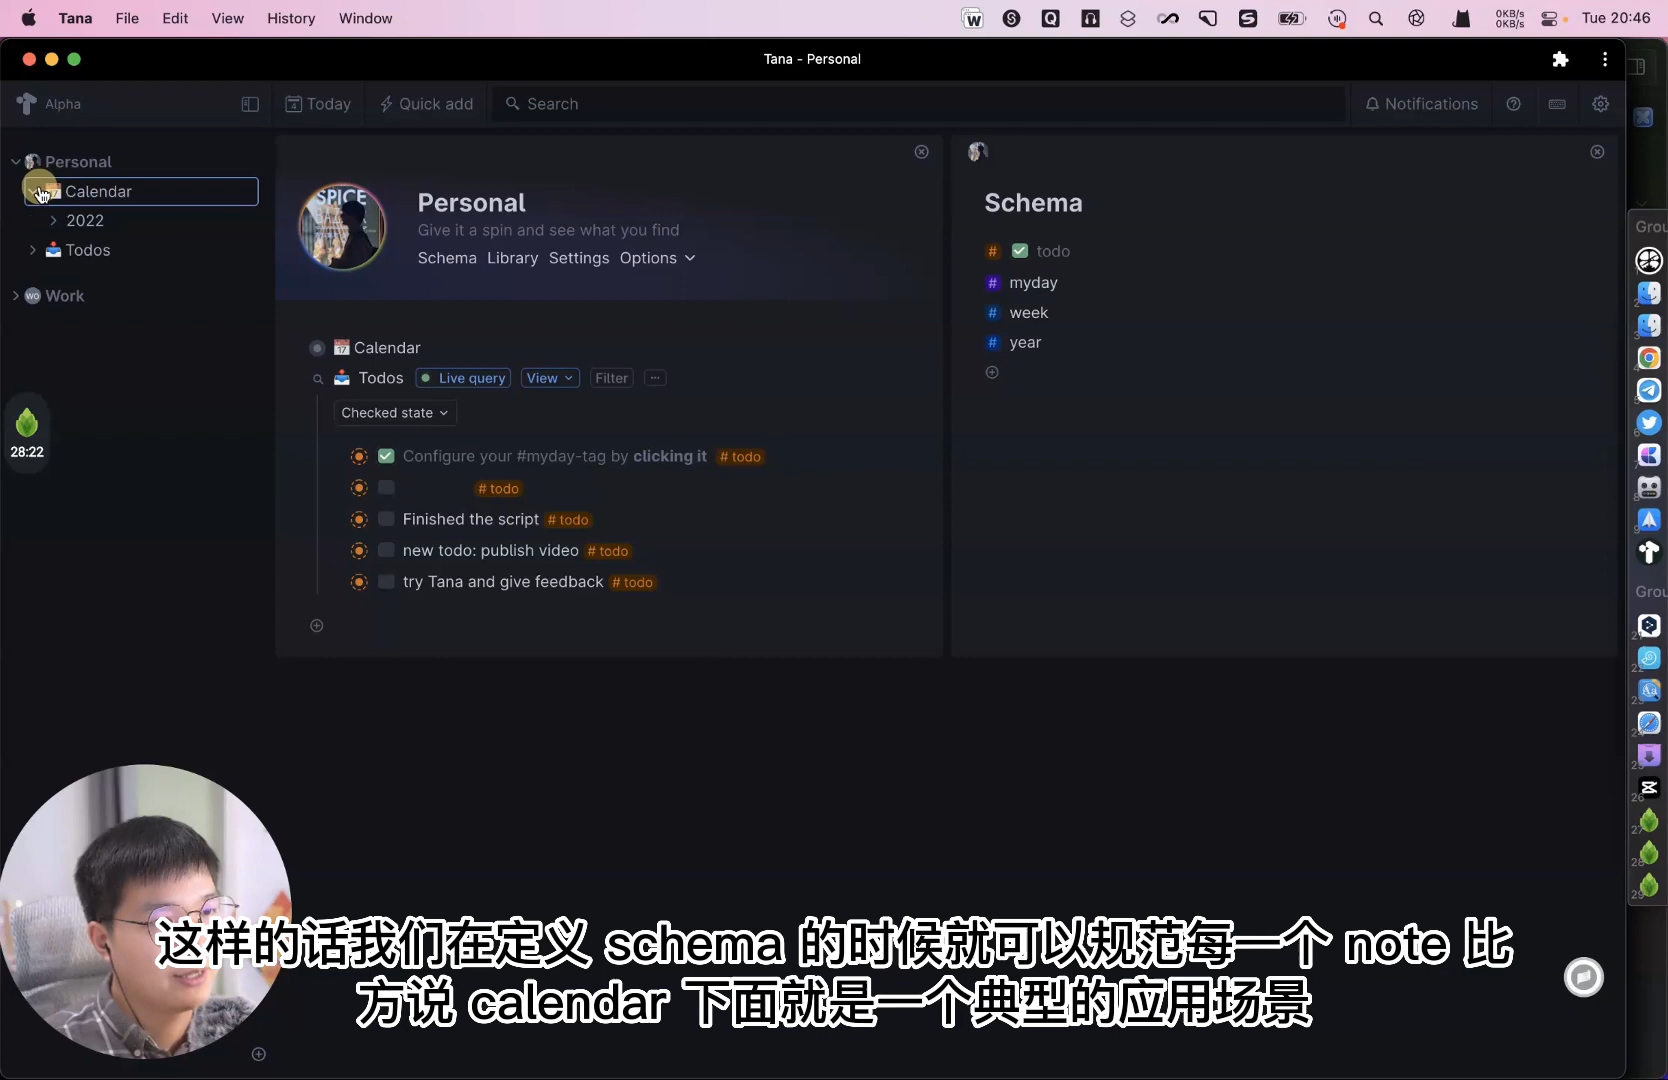 Tana File Edit View History Window
0KB/s
0KB/s
Tue 20:46
Tana - Personal
Alpha
Today
Quick add
Search
Notifications
Personal
Calendar
2022
Todos
Work
28:22
SPICE
Personal
Give it a spin and see what you find
Schema Library Settings Options
Calendar
Todos Live query View Filter
Checked state
Configure your #myday-tag by clicking it # todo
# todo
Finished the script # todo
new todo: publish video # todo
try Tana and give feedback # todo
Schema
# todo
# myday
# week
# year
Grou
Grou
这样的话我们在定义 schema 的时候就可以规范每一个 note 比
方说 calendar 下面就是一个典型的应用场景